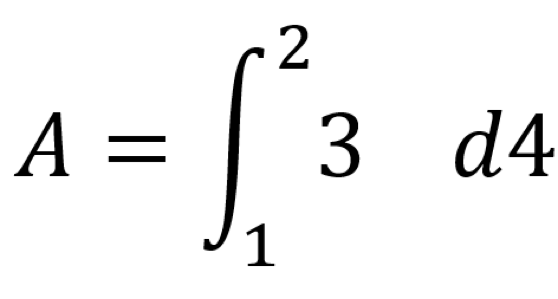 A = ∫₁² 3 d4